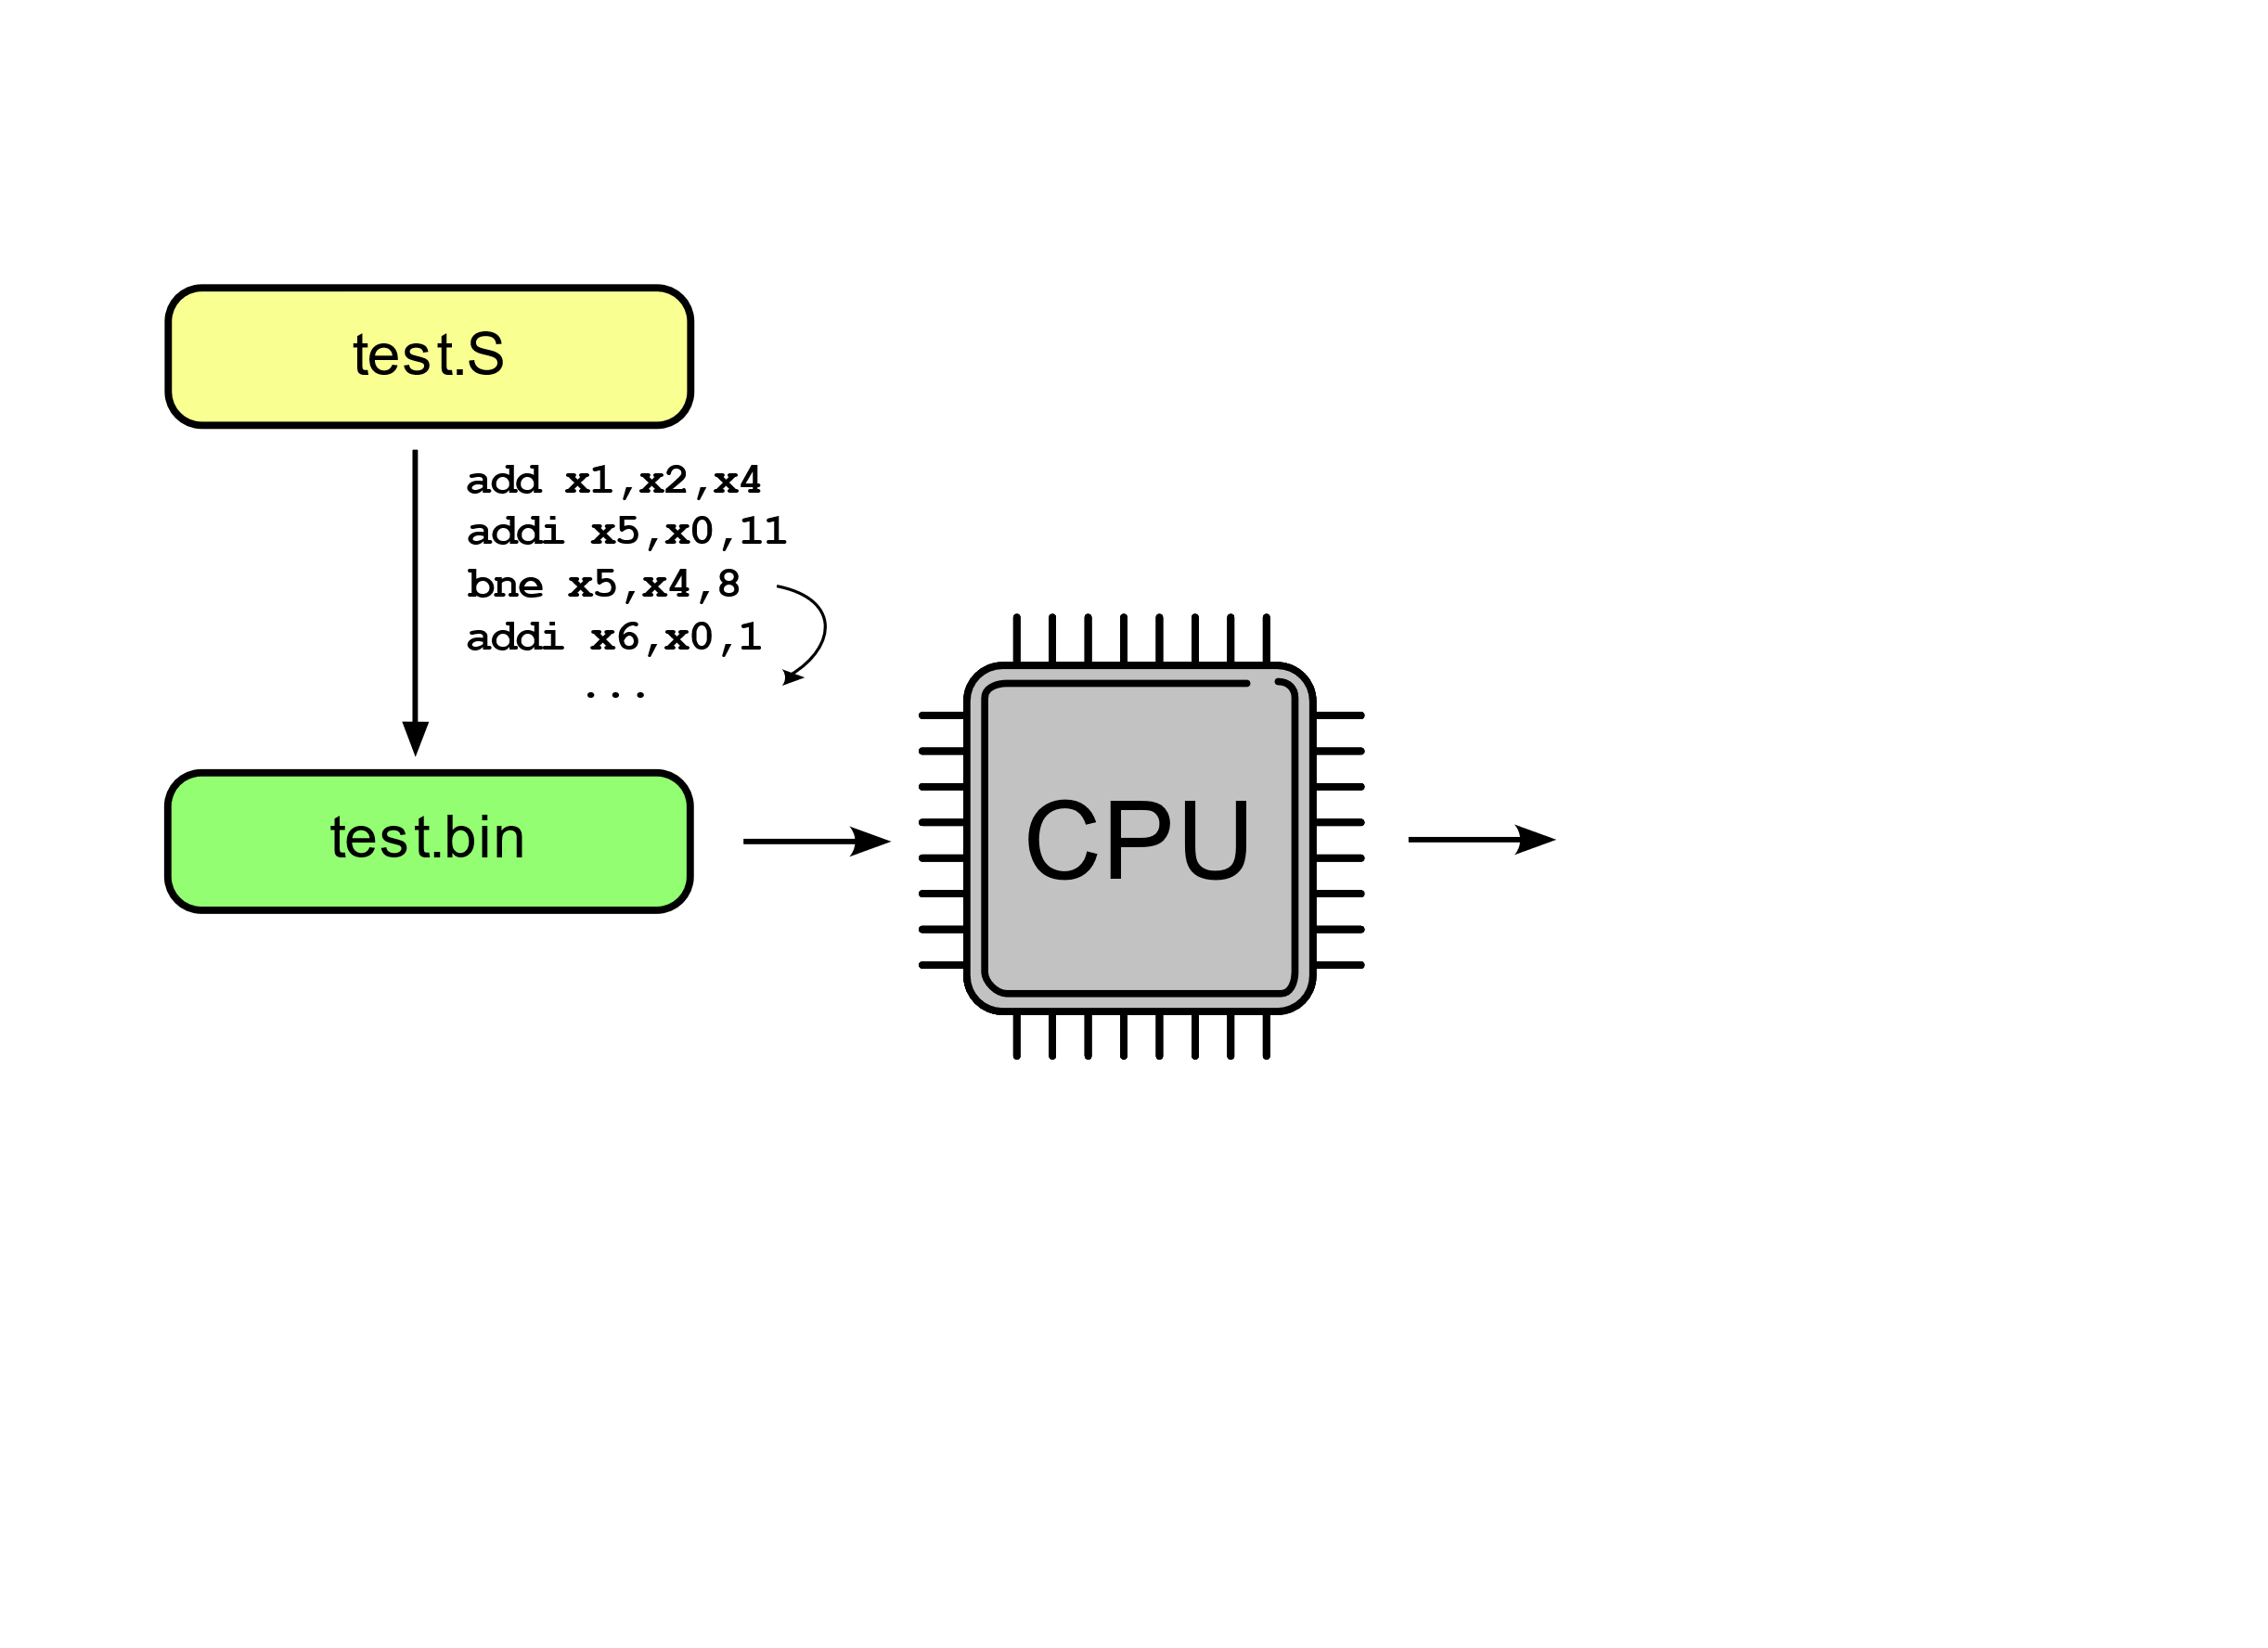 test.S
add x1,x2,x4
addi x5,x0,11
bne x5,x4,8
addi x6,x0,1
...
test.bin
CPU